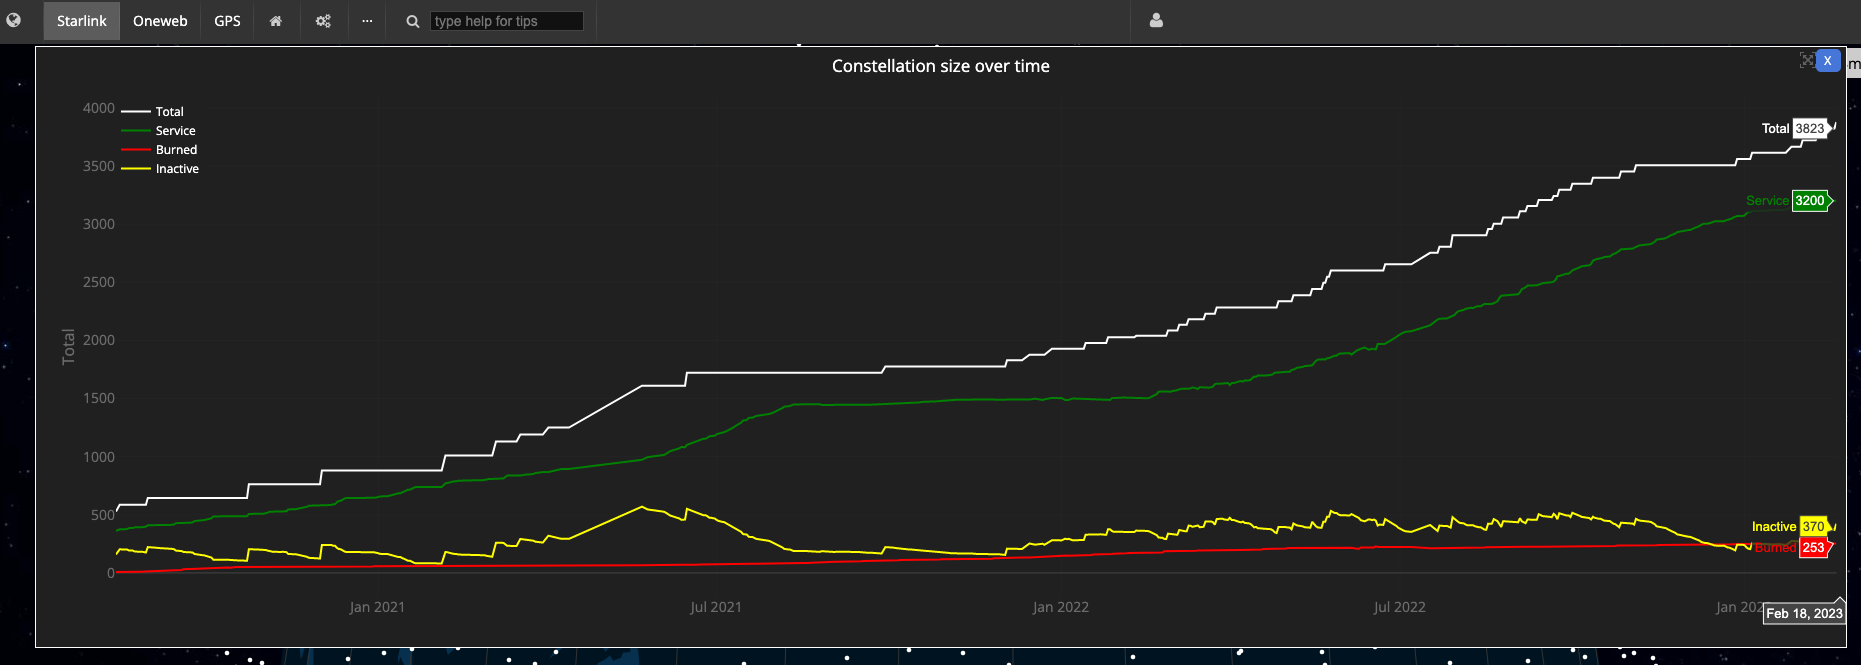 Starlink Oneweb GPS ... type help for tips
Constellation size over time
X
m
4000
3500
3000
2500
2000
1500
1000
500
0
Total
Total
Service
Burned
Inactive
Total 3823
Service 3200
Inactive 370
Burned 253
Jan 2021
Jul 2021
Jan 2022
Jul 2022
Jan 202
Feb 18, 2023